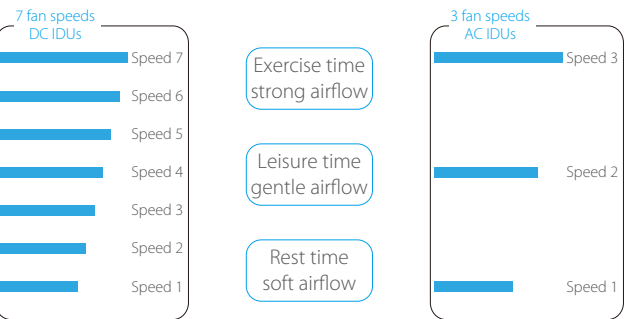 7 fan speeds
DC IDUs
Speed 7
Speed 6
Speed 5
Speed 4
Speed 3
Speed 2
Speed 1
Exercise time
strong airflow
Leisure time
gentle airflow
Rest time
soft airflow
3 fan speeds
AC IDUs
Speed 3
Speed 2
Speed 1